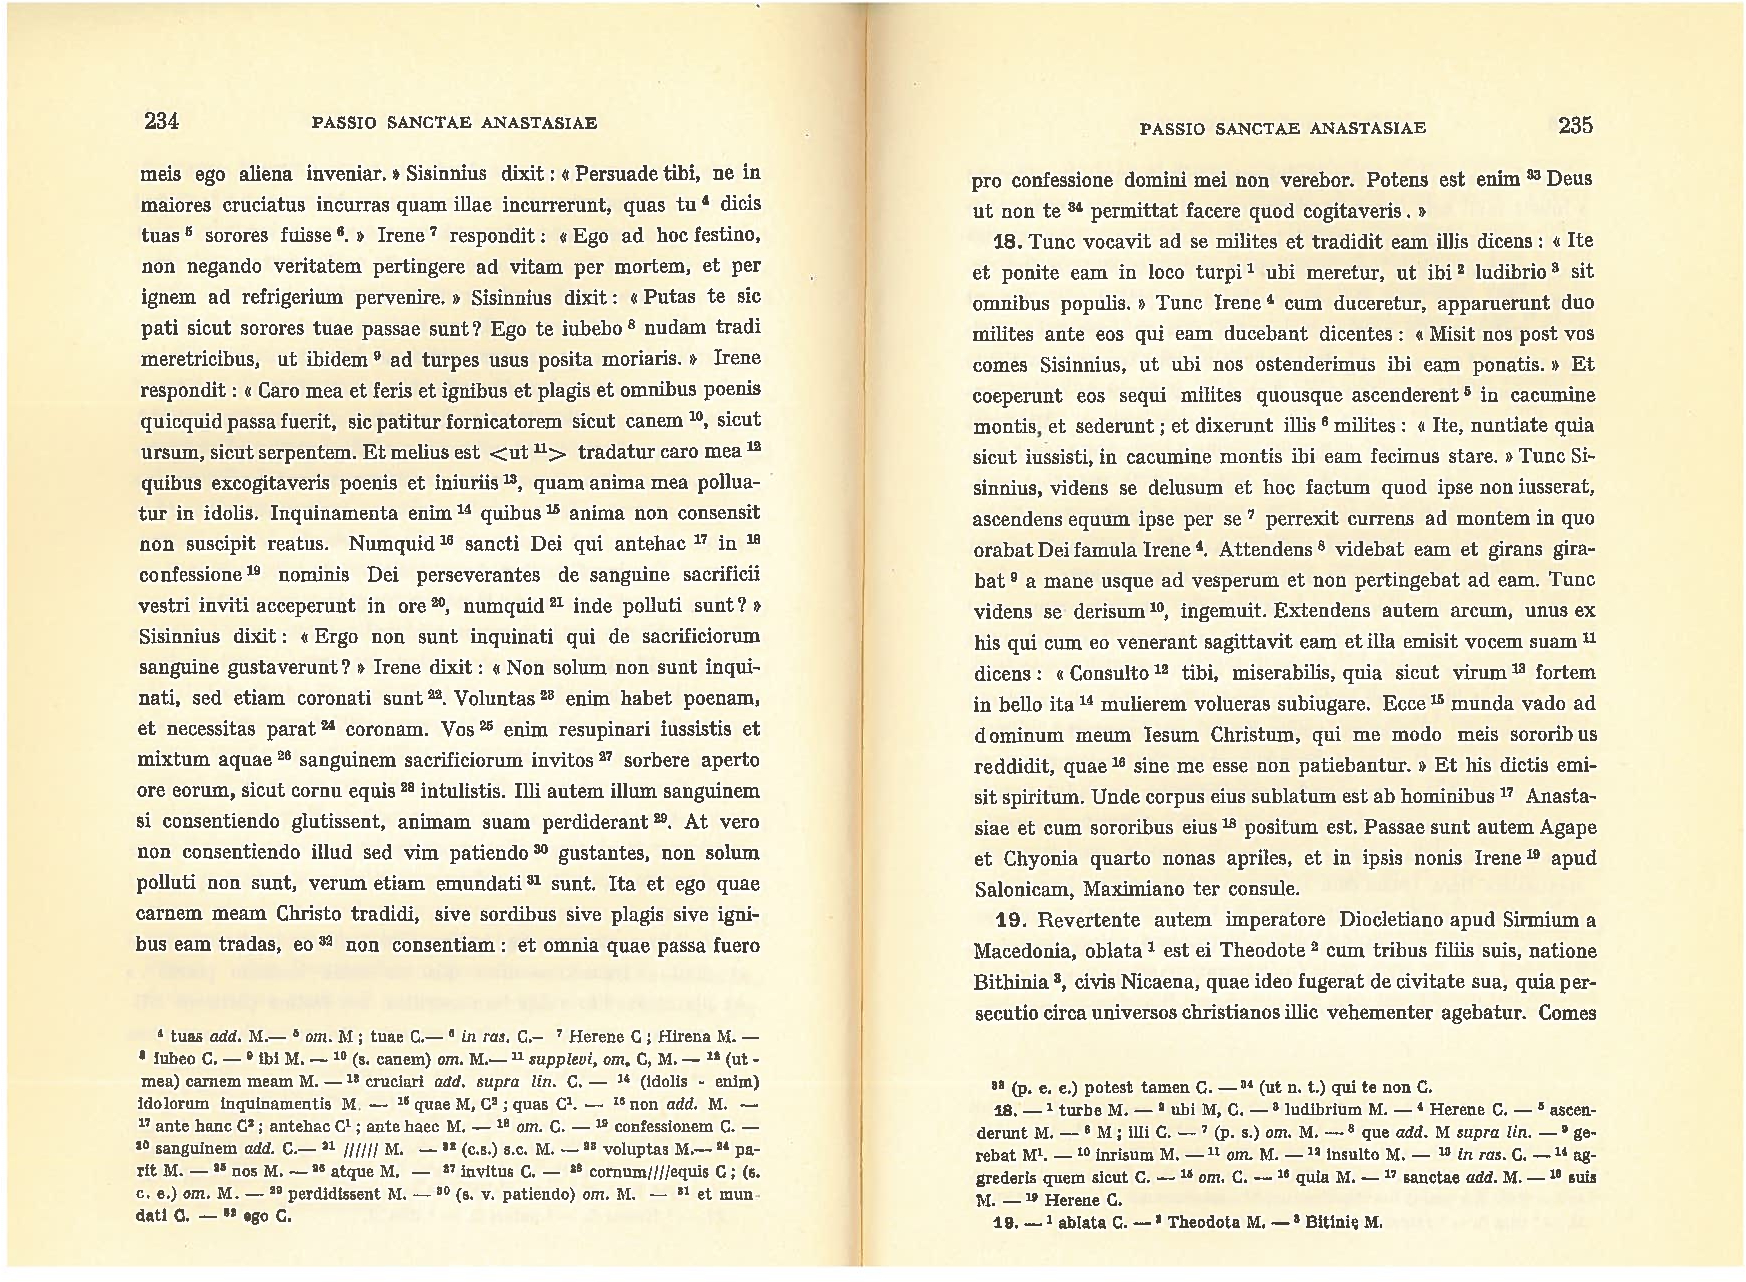 234 PASSIO SANCTAE ANASTASIAE
meis ego aliena inveniar. » Sisinnius dixit : « Persuade tibi, ne in
maiores cruciatus incurras quam illae incurrerunt, quas tu ⁴ dicis
tuas ⁵ sorores fuisse ⁶. » Irene ⁷ respondit : « Ego ad hoc festino,
non negando veritatem pertingere ad vitam per mortem, et per
ignem ad refrigerium pervenire. » Sisinnius dixit : « Putas te sic
pati sicut sorores tuae passae sunt? Ego te iubebo ⁸ nudam tradi
meretricibus, ut ibidem ⁹ ad turpes usus posita moriaris. » Irene
respondit : « Caro mea et feris et ignibus et plagis et omnibus poenis
quicquid passa fuerit, sic patitur fornicatorem sicut canem ¹⁰, sicut
ursum, sicut serpentem. Et melius est <ut ¹¹> tradatur caro mea ¹²
quibus excogitaveris poenis et iniuriis ¹³, quam anima mea pollua-
tur in idolis. Inquinamenta enim ¹⁴ quibus ¹⁵ anima non consensit
non suscipit reatus. Numquid ¹⁶ sancti Dei qui antehac ¹⁷ in ¹⁸
confessione ¹⁹ nominis Dei perseverantes de sanguine sacrificii
vestri inviti acceperunt in ore ²⁰, numquid ²¹ inde polluti sunt? »
Sisinnius dixit : « Ergo non sunt inquinati qui de sacrificiorum
sanguine gustaverunt? » Irene dixit : « Non solum non sunt inqui-
nati, sed etiam coronati sunt ²². Voluntas ²³ enim habet poenam,
et necessitas parat ²⁴ coronam. Vos ²⁵ enim resupinari iussistis et
mixtum aquae ²⁶ sanguinem sacrificiorum invitos ²⁷ sorbere aperto
ore eorum, sicut cornu equis ²⁸ intulistis. Illi autem illum sanguinem
si consentiendo glutissent, animam suam perdiderant ²⁹. At vero
non consentiendo illud sed vim patiendo ³⁰ gustantes, non solum
polluti non sunt, verum etiam emundati ³¹ sunt. Ita et ego quae
carnem meam Christo tradidi, sive sordibus sive plagis sive igni-
bus eam tradas, eo ³² non consentiam : et omnia quae passa fuero
⁴ tuas add. M.— ⁵ om. M ; tuae C.— ⁶ in ras. C.— ⁷ Herene C ; Hirena M. —
⁸ Iubeo C. — ⁹ ibi M. — ¹⁰ (s. canem) om. M.— ¹¹ supplevi, om. C, M. — ¹² (ut -
mea) carnem meam M. — ¹³ cruciari add. supra lin. C. — ¹⁴ (idolis - enim)
idolorum inquinamentis M. — ¹⁵ quae M, C² ; quas C¹. — ¹⁶ non add. M. —
¹⁷ ante hanc C² ; antehac C¹ ; ante haec M. — ¹⁸ om. C. — ¹⁹ confessionem C. —
²⁰ sanguinem add. C.— ²¹ ////// M. — ²² (c.s.) s.c. M. — ²³ voluptas M.— ²⁴ pa-
rit M. — ²⁵ nos M. — ²⁶ atque M. — ²⁷ invitus C. — ²⁸ cornum////equis C ; (s.
c. e.) om. M. — ²⁹ perdidissent M. — ³⁰ (s. v. patiendo) om. M. — ³¹ et mun-
dati C. — ³² ego C.
PASSIO SANCTAE ANASTASIAE 235
pro confessione domini mei non verebor. Potens est enim ³³ Deus
ut non te ³⁴ permittat facere quod cogitaveris. »
18. Tunc vocavit ad se milites et tradidit eam illis dicens : « Ite
et ponite eam in loco turpi ¹ ubi meretur, ut ibi ² ludibrio ³ sit
omnibus populis. » Tunc Irene ⁴ cum duceretur, apparuerunt duo
milites ante eos qui eam ducebant dicentes : « Misit nos post vos
comes Sisinnius, ut ubi nos ostenderimus ibi eam ponatis. » Et
coeperunt eos sequi milites quousque ascenderent ⁵ in cacumine
montis, et sederunt ; et dixerunt illis ⁶ milites : « Ite, nuntiate quia
sicut iussisti, in cacumine montis ibi eam fecimus stare. » Tunc Si-
sinnius, videns se delusum et hoc factum quod ipse non iusserat,
ascendens equum ipse per se ⁷ perrexit currens ad montem in quo
orabat Dei famula Irene ⁴. Attendens ⁸ videbat eam et girans gira-
bat ⁹ a mane usque ad vesperum et non pertingebat ad eam. Tunc
videns se derisum ¹⁰, ingemuit. Extendens autem arcum, unus ex
his qui cum eo venerant sagittavit eam et illa emisit vocem suam ¹¹
dicens : « Consulto ¹² tibi, miserabilis, quia sicut virum ¹³ fortem
in bello ita ¹⁴ mulierem volueras subiugare. Ecce ¹⁵ munda vado ad
dominum meum Iesum Christum, qui me modo meis sororibus
reddidit, quae ¹⁶ sine me esse non patiebantur. » Et his dictis emi-
sit spiritum. Unde corpus eius sublatum est ab hominibus ¹⁷ Anasta-
siae et cum sororibus eius ¹⁸ positum est. Passae sunt autem Agape
et Chyonia quarto nonas apriles, et in ipsis nonis Irene ¹⁹ apud
Salonicam, Maximiano ter consule.
19. Revertente autem imperatore Diocletiano apud Sirmium a
Macedonia, oblata ¹ est ei Theodote ² cum tribus filiis suis, natione
Bithinia ³, civis Nicaena, quae ideo fugerat de civitate sua, quia per-
secutio circa universos christianos illic vehementer agebatur. Comes
³³ (p. e. e.) potest tamen C. — ³⁴ (ut n. t.) qui te non C.
18. — ¹ turbe M. — ² ubi M, C. — ³ ludibrium M. — ⁴ Herene C. — ⁵ ascen-
derunt M. — ⁶ M ; illi C. — ⁷ (p. s.) om. M. — ⁸ que add. M supra lin. — ⁹ ge-
rebat M¹. — ¹⁰ inrisum M. — ¹¹ om. M. — ¹² insulto M. — ¹³ in ras. C. — ¹⁴ ag-
grederis quem sicut C. — ¹⁵ om. C. — ¹⁶ quia M. — ¹⁷ sanctae add. M. — ¹⁸ suis
M. — ¹⁹ Herene C.
19. — ¹ ablata C. — ² Theodota M. — ³ Bitinię M.